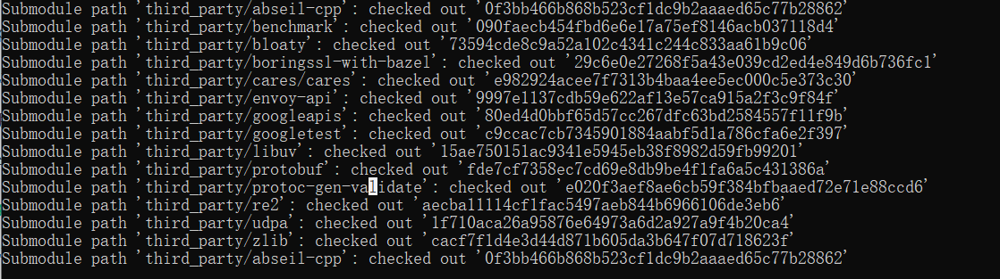 Submodule path 'third_party/abseil-cpp': checked out '0f3bb466b868b523cf1dc9b2aaaed65c77b28862'
Submodule path 'third_party/benchmark': checked out '090faecb454fbd6e6e17a75ef8146acb037118d4'
Submodule path 'third_party/bloaty': checked out '73594cde8c9a52a102c4341c244c833aa61b9c06'
Submodule path 'third_party/boringssl-with-bazel': checked out '29c6e0e27268f5a43e039cd2ed4e849d6b736fc1'
Submodule path 'third_party/cares/cares': checked out 'e982924acee7f7313b4baa4ee5ec000c5e373c30'
Submodule path 'third_party/envoy-api': checked out '9997e1137cdb59e622af13e57ca915a2f3c9f84f'
Submodule path 'third_party/googleapis': checked out '80ed4d0bbf65d57cc267dfc63bd2584557f11f9b'
Submodule path 'third_party/googletest': checked out 'c9ccac7cb7345901884aabf5d1a786cfa6e2f397'
Submodule path 'third_party/libuv': checked out '15ae750151ac9341e5945eb38f8982d59fb99201'
Submodule path 'third_party/protobuf': checked out 'fde7cf7358ec7cd69e8db9be4f1fa6a5c431386a'
Submodule path 'third_party/protoc-gen-validate': checked out 'e020f3aef8ae6cb59f384bfbaaed72e71e88ccd6'
Submodule path 'third_party/re2': checked out 'aecba11114cf1fac5497aeb844b6966106de3eb6'
Submodule path 'third_party/udpa': checked out '1f710aca26a95876e64973a6d2a927a9f4b20ca4'
Submodule path 'third_party/zlib': checked out 'cacf7f1d4e3d44d871b605da3b647f07d718623f'
Submodule path 'third_party/abseil-cpp': checked out '0f3bb466b868b523cf1dc9b2aaaed65c77b28862'